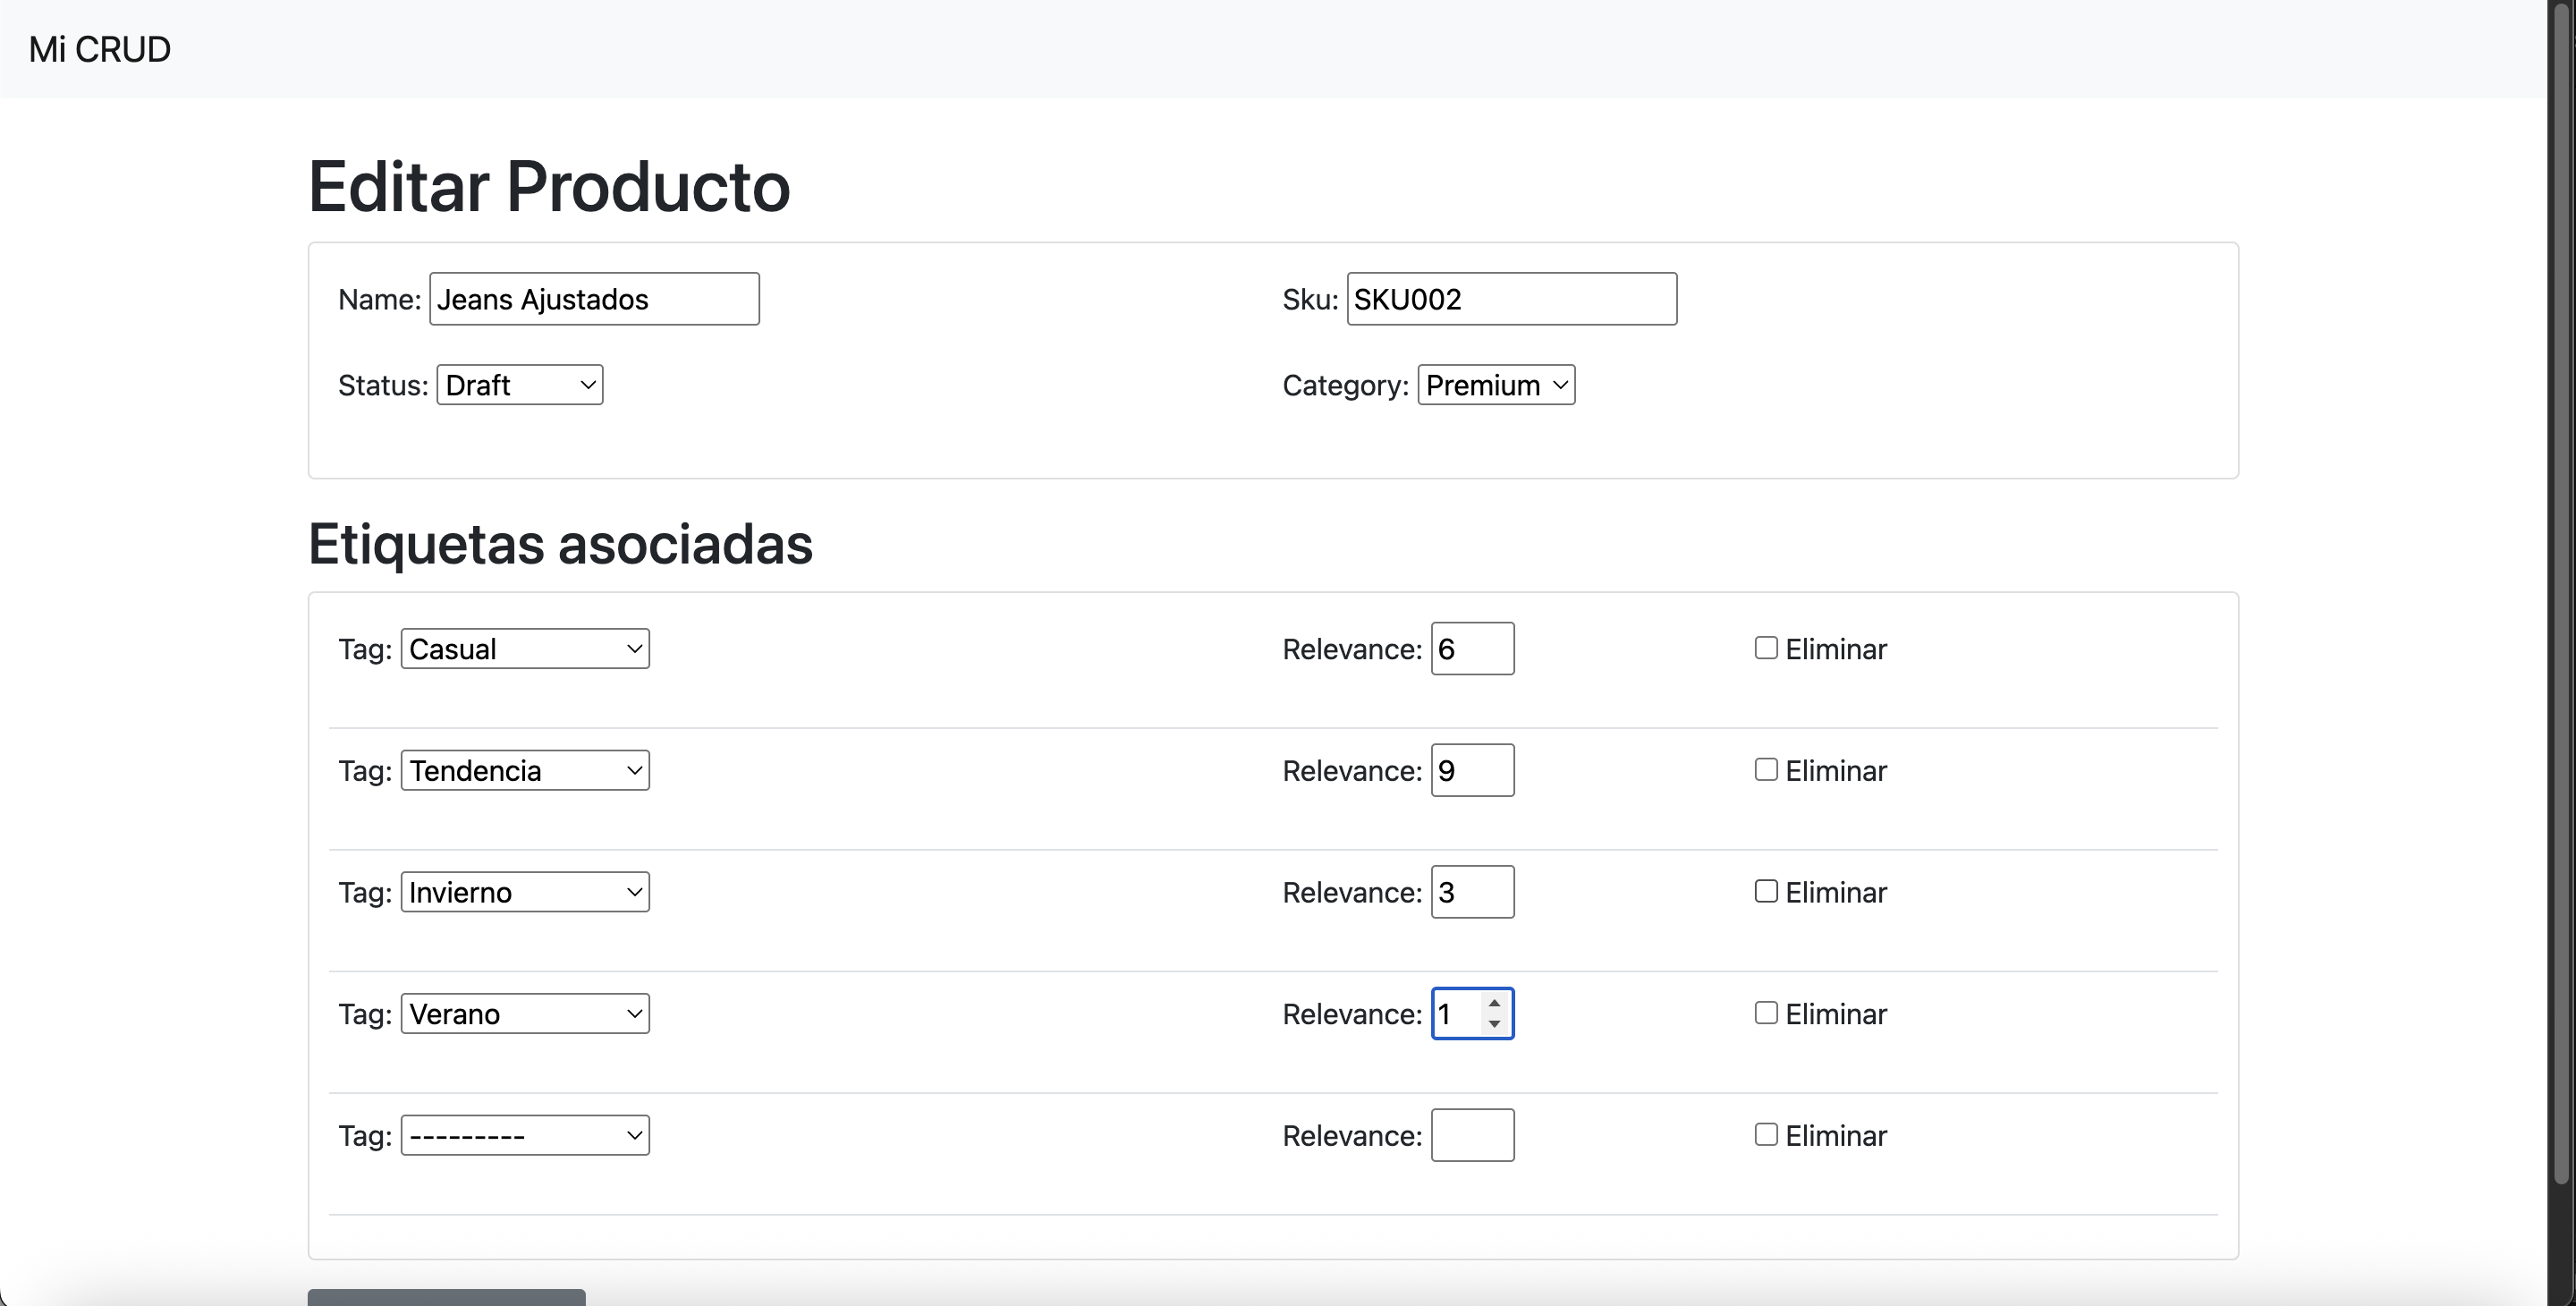 Mi CRUD
Editar Producto
Name: Jeans Ajustados Sku: SKU002
Status: Draft Category: Premium
Etiquetas asociadas
Tag: Casual Relevance: 6 Eliminar
Tag: Tendencia Relevance: 9 Eliminar
Tag: Invierno Relevance: 3 Eliminar
Tag: Verano Relevance: 1 Eliminar
Tag: --------- Relevance: Eliminar